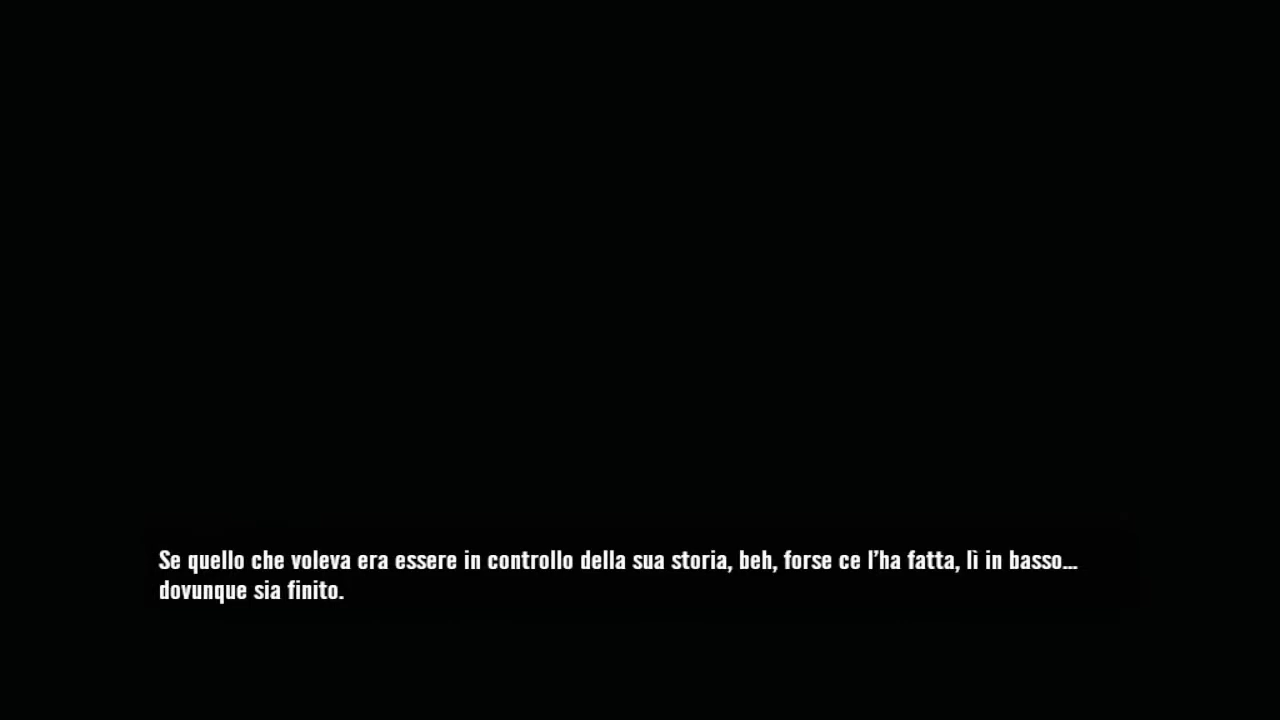 Se quello che voleva era essere in controllo della sua storia, beh, forse ce l’ha fatta, lì in basso...
dovunque sia finito.